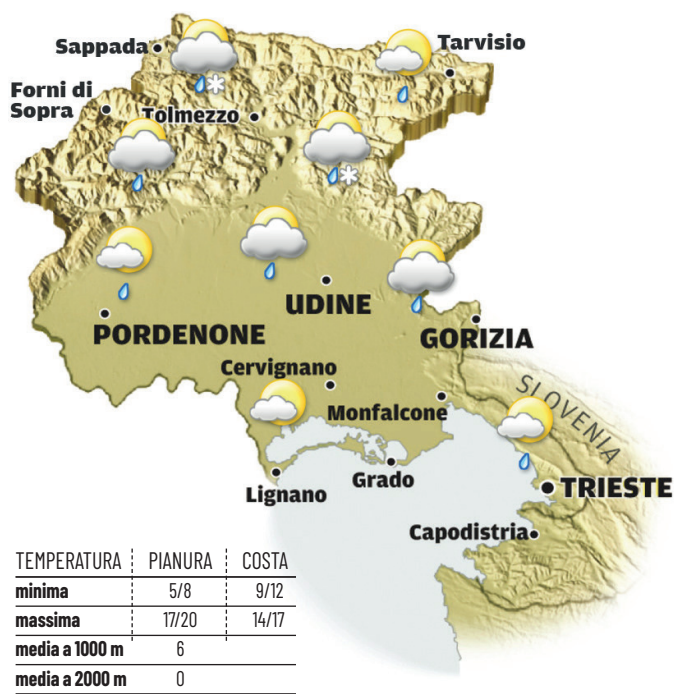 Sappada
Tarvisio
Forni di
Sopra
Tolmezzo
UDINE
PORDENONE
GORIZIA
Cervignano
SLOVENIA
Monfalcone
Grado
Lignano
TRIESTE
Capodistria
TEMPERATURA PIANURA COSTA
minima 5/8 9/12
massima 17/20 14/17
media a 1000 m 6
media a 2000 m 0